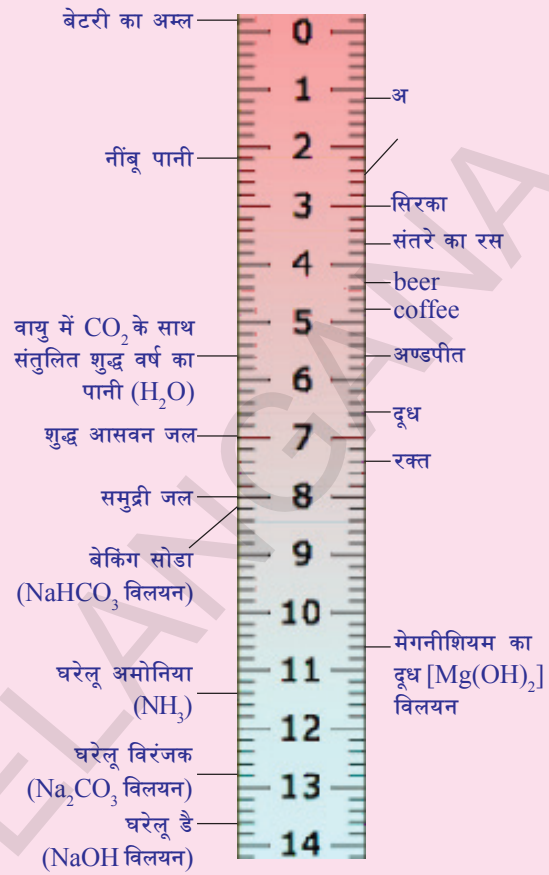 बेटरी का अम्ल
नींबू पानी
वायु में CO₂ के साथ
संतुलित शुद्ध वर्ष का
पानी (H₂O)
शुद्ध आसवन जल
समुद्री जल
बेकिंग सोडा
(NaHCO₃ विलयन)
घरेलू अमोनिया
(NH₃)
घरेलू विरंजक
(Na₂CO₃ विलयन)
घरेलू डै
(NaOH विलयन)
0
1
2
3
4
5
6
7
8
9
10
11
12
13
14
अ
सिरका
संतरे का रस
beer
coffee
अण्डपीत
दूध
रक्त
मेगनीशियम का
दूध [Mg(OH)₂]
विलयन
ELANGANA